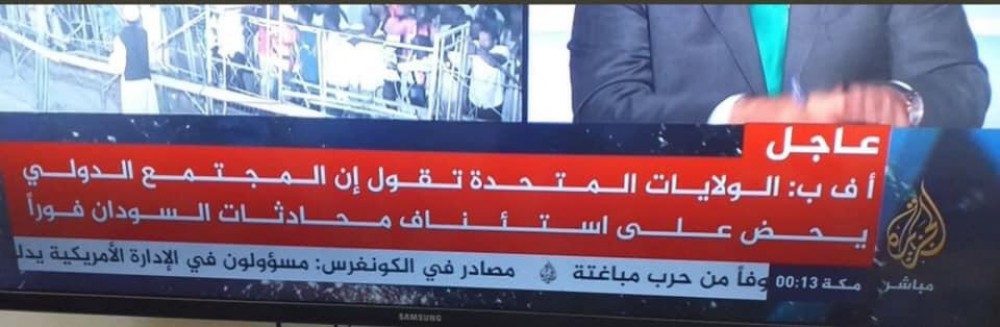 عاجل
أ ف ب: الولايات المتحدة تقول إن المجتمع الدولي
يحض على استئناف محادثات السودان فوراً
مكة 00:13
وفاً من حرب مباغتة مصادر في الكونغرس: مسؤولون في الإدارة الأمريكية يدل
الجزيرة
مباشر
SAMSUNG